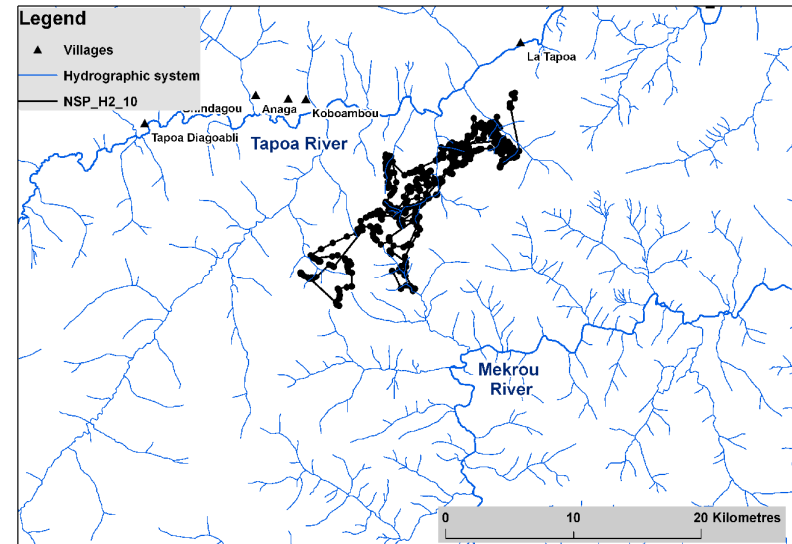 Legend
Villages
Hydrographic system
NSP_H2_10
La Tapoa
Anaga
Koboambou
Tapoa Diagoabli
Tapoa River
Mekrou
River
0 10 20 Kilometres